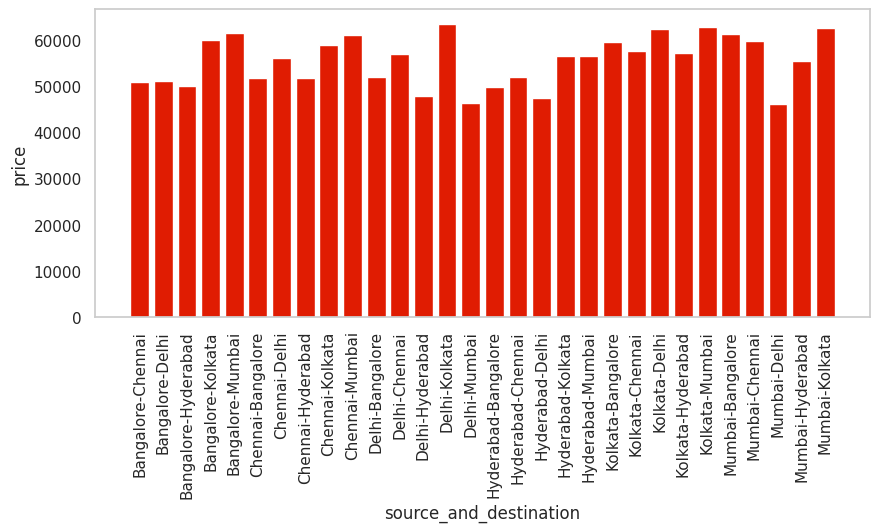 price
60000
50000
40000
30000
20000
10000
0
Bangalore-Chennai
Bangalore-Delhi
Bangalore-Hyderabad
Bangalore-Kolkata
Bangalore-Mumbai
Chennai-Bangalore
Chennai-Delhi
Chennai-Hyderabad
Chennai-Kolkata
Chennai-Mumbai
Delhi-Bangalore
Delhi-Chennai
Delhi-Hyderabad
Delhi-Kolkata
Delhi-Mumbai
Hyderabad-Bangalore
Hyderabad-Chennai
Hyderabad-Delhi
Hyderabad-Kolkata
Hyderabad-Mumbai
Kolkata-Bangalore
Kolkata-Chennai
Kolkata-Delhi
Kolkata-Hyderabad
Kolkata-Mumbai
Mumbai-Bangalore
Mumbai-Chennai
Mumbai-Delhi
Mumbai-Hyderabad
Mumbai-Kolkata
source_and_destination